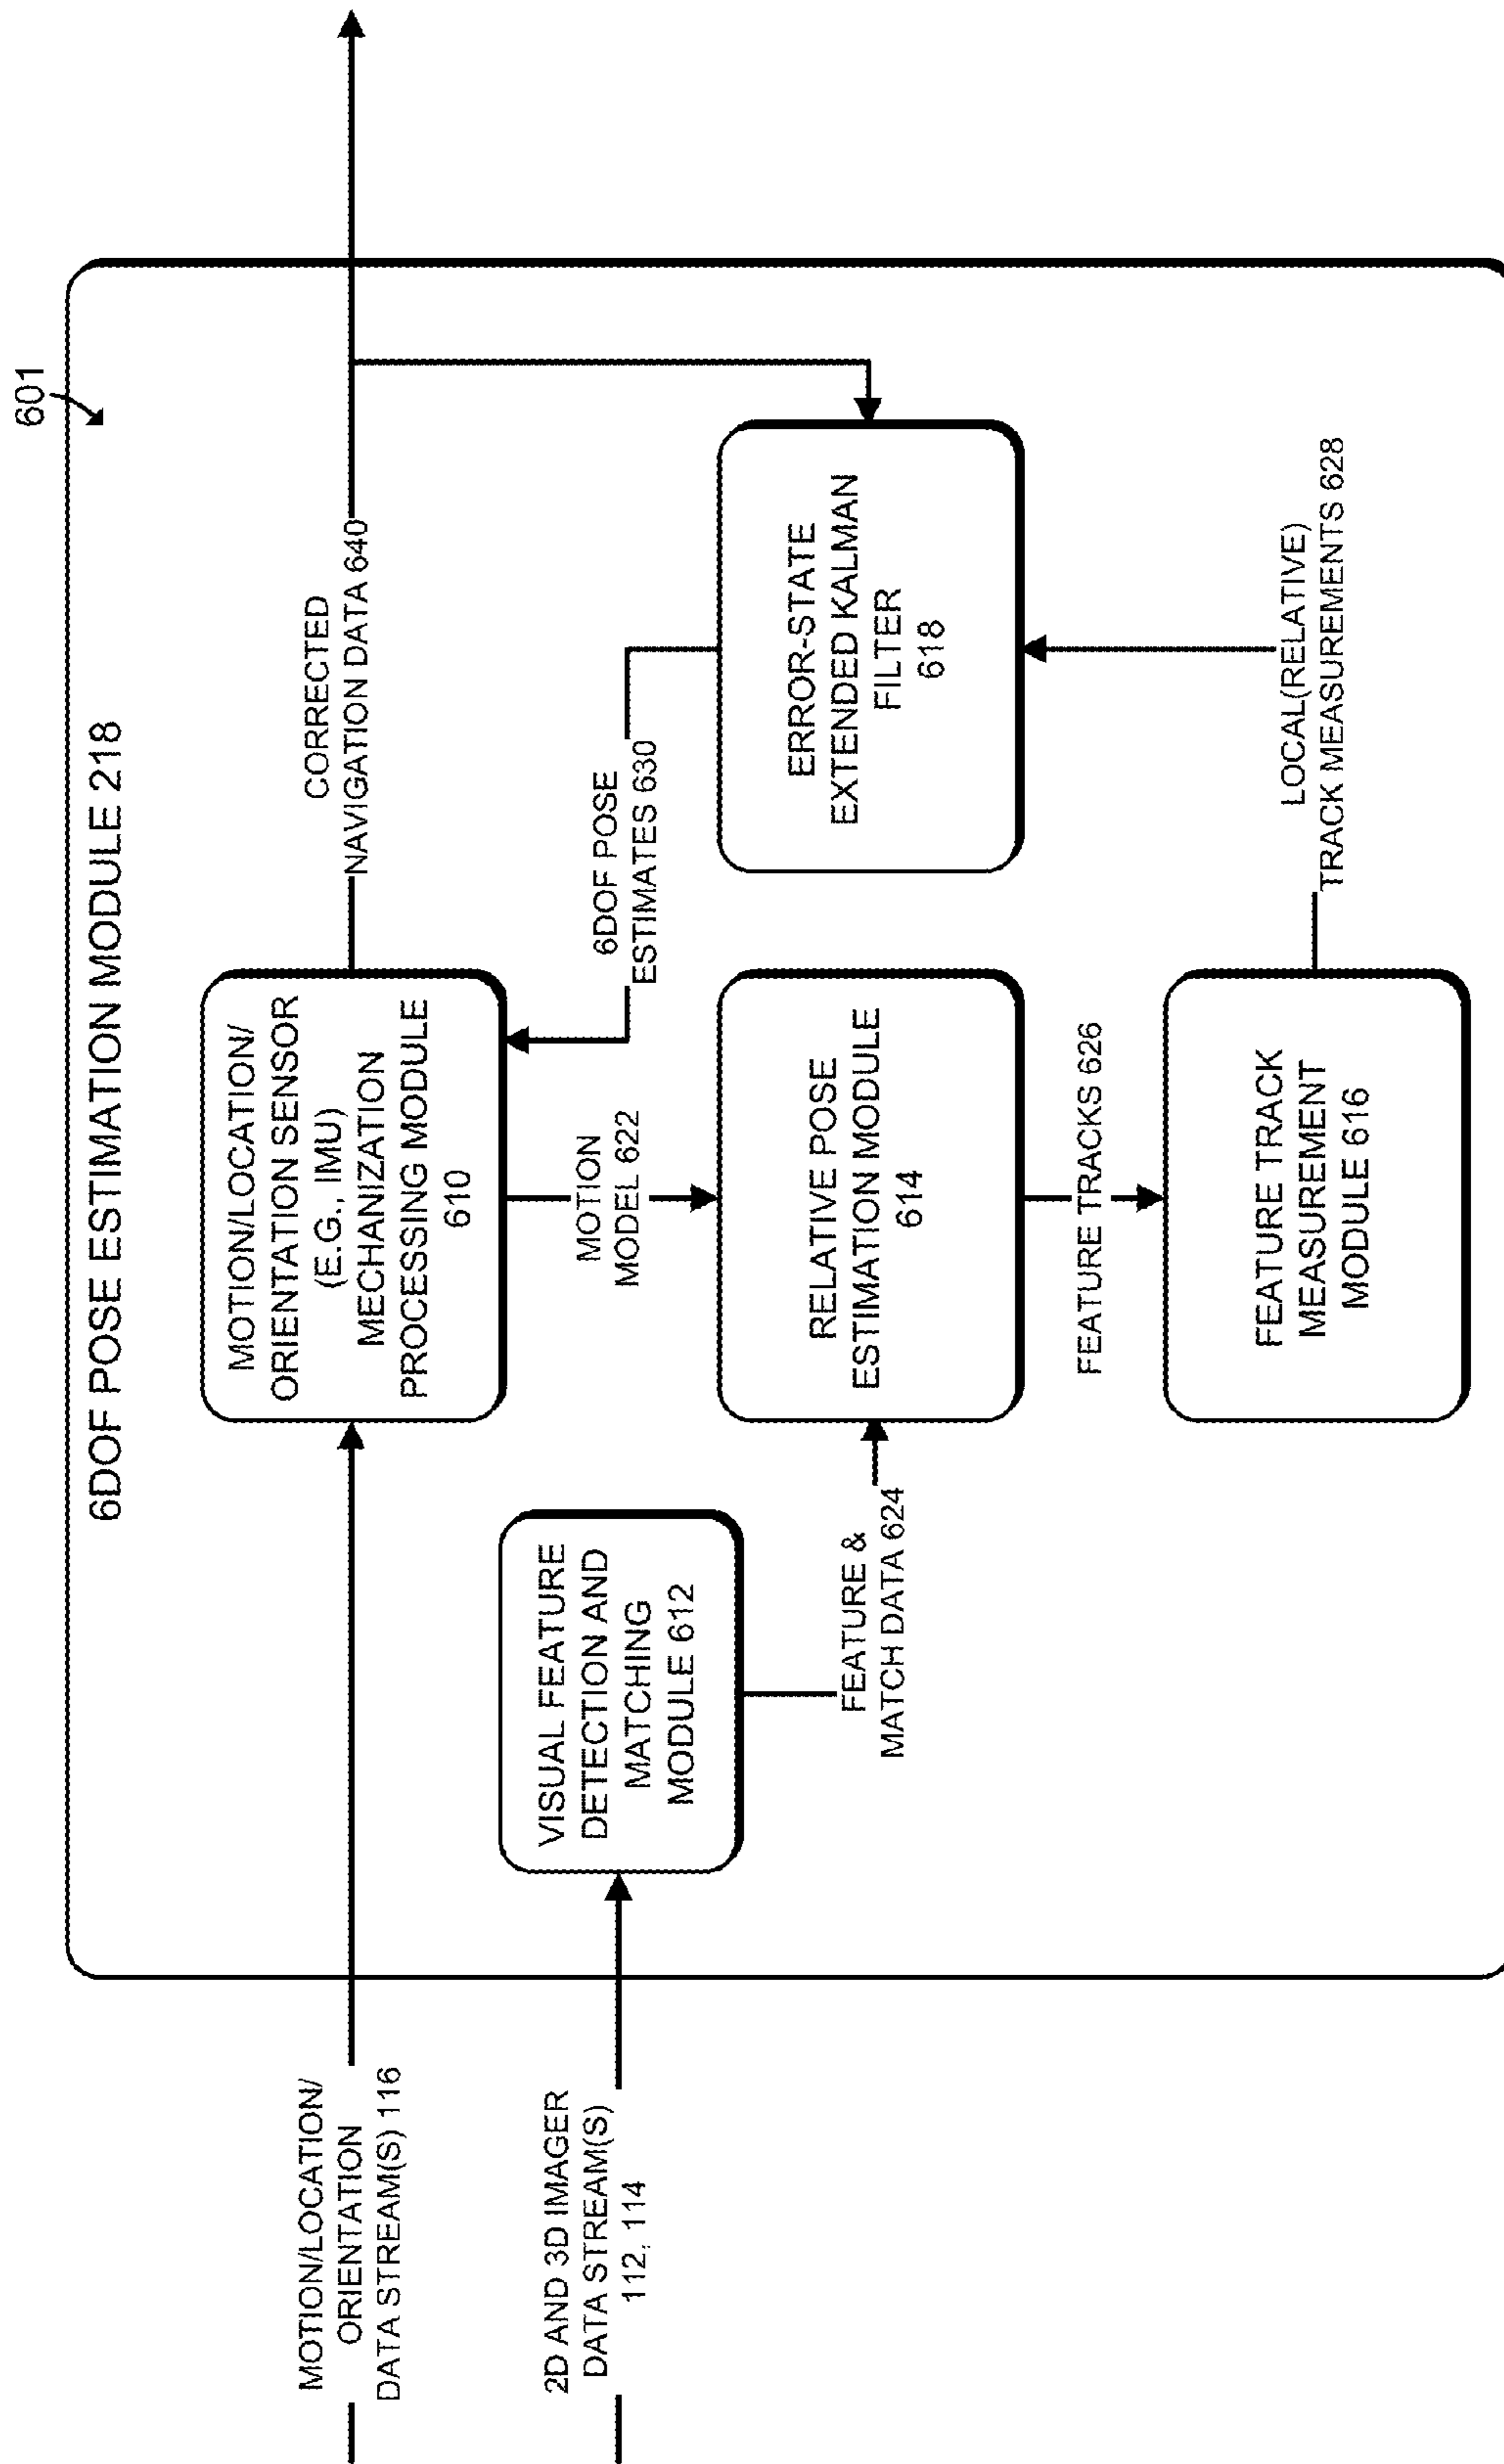 601
6DOF POSE ESTIMATION MODULE 218
MOTION/LOCATION/
ORIENTATION
DATA STREAM(S) 116
MOTION/LOCATION/
ORIENTATION SENSOR
(E.G., IMU)
MECHANIZATION
PROCESSING MODULE
610
CORRECTED
NAVIGATION DATA 640
2D AND 3D IMAGER
DATA STREAM(S)
112, 114
VISUAL FEATURE
DETECTION AND
MATCHING
MODULE 612
MOTION
MODEL 622
6DOF POSE
ESTIMATES 630
FEATURE &
MATCH DATA 624
RELATIVE POSE
ESTIMATION MODULE
614
ERROR-STATE
EXTENDED KALMAN
FILTER
618
FEATURE TRACKS 626
FEATURE TRACK
MEASUREMENT
MODULE 616
LOCAL(RELATIVE)
TRACK MEASUREMENTS 628